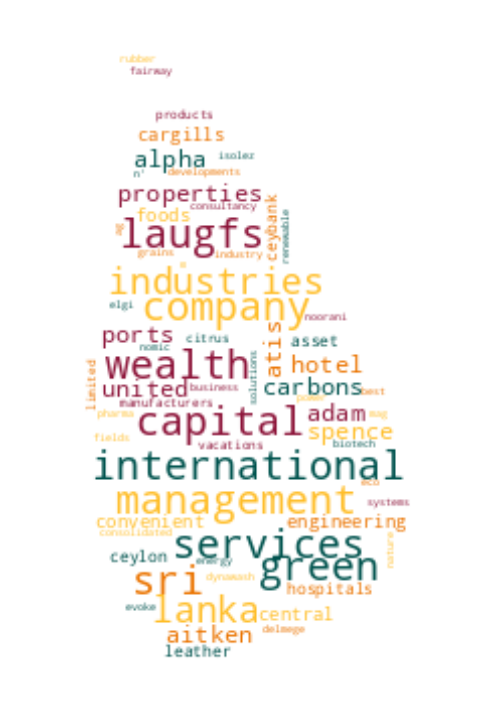 rubber
fairway
products
cargills
alpha isolez
n' developments
properties
consultancy
foods ceybank
laugfs renewable
ag
grains industry
industries
elgi company
noorani
ports citrus atis asset
nomic
wealth solutions hotel
limited united business carbons best
manufacturers power
pharma capital adam mag
fields spence
vacations biotech
international
eco
management systems
convenient engineering
consolidated nature
services
ceylon energy green
sri dynawash hospitals
evoke lanka central
aitken delmege
leather